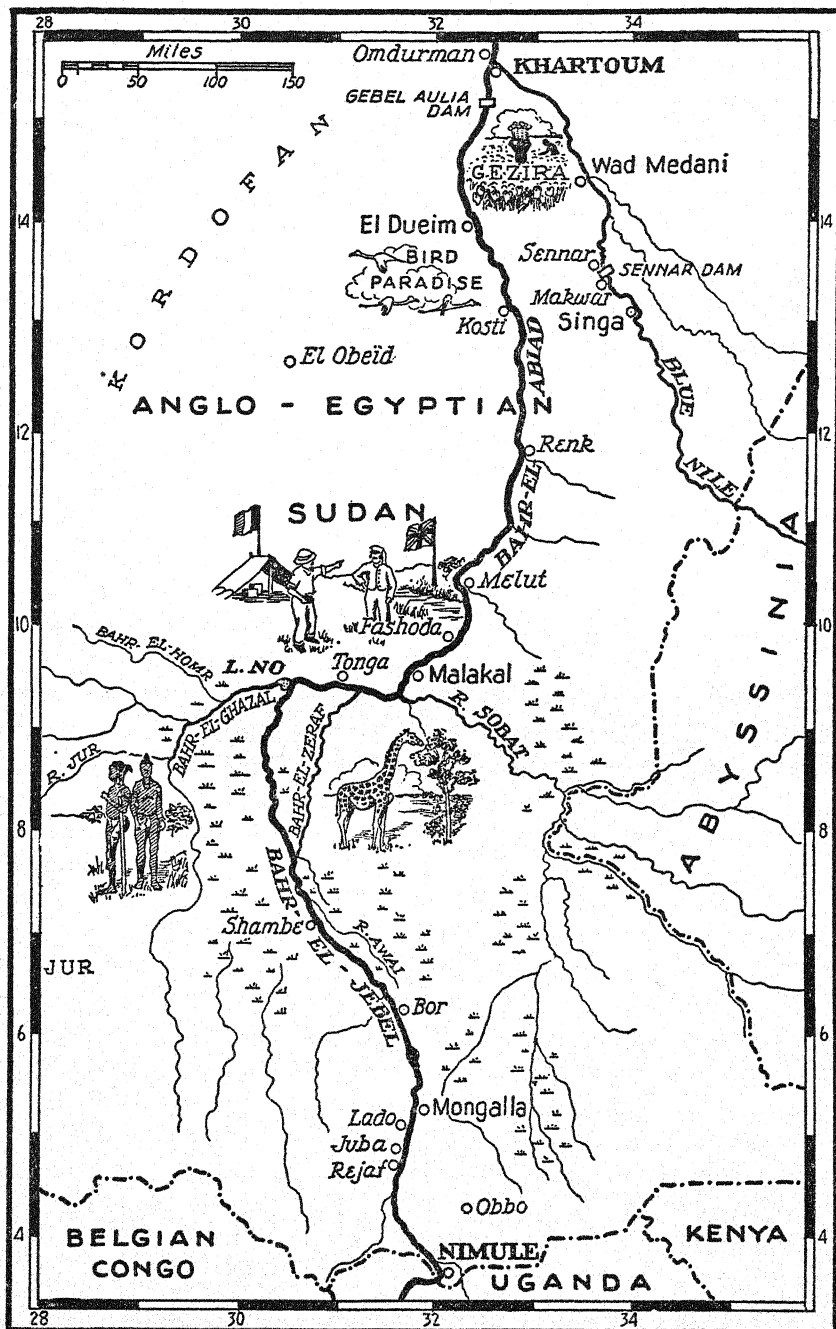 28 30 32 34
Miles
0 50 100 150
Omdurman
KHARTOUM
GEBEL AULIA
DAM
KORDOFAN
GEZIRA
Wad Medani
14 14
El Dueim
BIRD
PARADISE
Sennar
SENNAR DAM
Makwar
Kosti
Singa
El Obeïd
BAHR-EL-ABIAD
BLUE NILE
ANGLO - EGYPTIAN
SUDAN
12 12
Renk
Melut
Fashoda
10 10
ABYSSINIA
BAHR-EL-HOMR
L. NO
Tonga
Malakal
BAHR-EL-GHAZAL
R. SOBAT
R. JUR
BAHR-EL-ZERAF
8 8
BAHR-EL-JEBEL
Shambe
R. AWAI
JUR
Bor
6 6
Mongalla
Lado
Juba
Rejaf
Obbo
4 4
BELGIAN
CONGO
NIMULE
UGANDA
KENYA
28 30 32 34